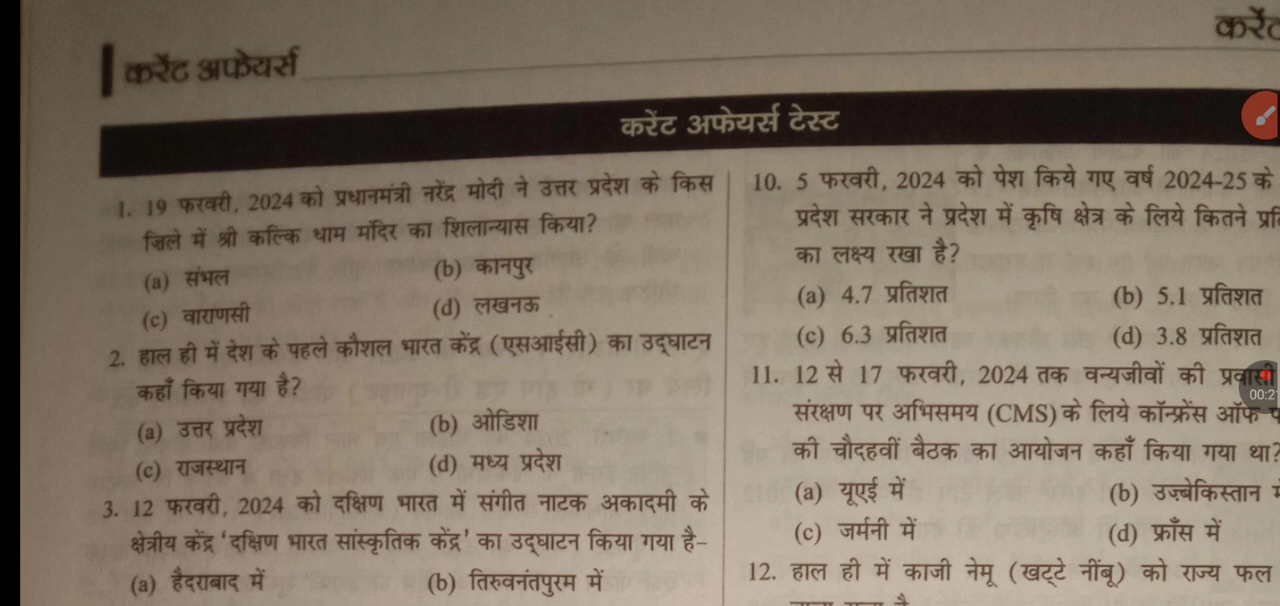 करेंट अफेयर्स
करेंट अफेयर्स टेस्ट
1. 19 फरवरी, 2024 को प्रधानमंत्री नरेंद्र मोदी ने उत्तर प्रदेश के किस
ज़िले में श्री कल्कि धाम मंदिर का शिलान्यास किया?
(a) संभल (b) कानपुर
(c) वाराणसी (d) लखनऊ
2. हाल ही में देश के पहले कौशल भारत केंद्र (एसआईसी) का उद्घाटन
कहाँ किया गया है?
(a) उत्तर प्रदेश (b) ओडिशा
(c) राजस्थान (d) मध्य प्रदेश
3. 12 फरवरी, 2024 को दक्षिण भारत में संगीत नाटक अकादमी के
क्षेत्रीय केंद्र 'दक्षिण भारत सांस्कृतिक केंद्र' का उद्घाटन किया गया है–
(a) हैदराबाद में (b) तिरुवनंतपुरम में
10. 5 फरवरी, 2024 को पेश किये गए वर्ष 2024-25 के
प्रदेश सरकार ने प्रदेश में कृषि क्षेत्र के लिये कितने
का लक्ष्य रखा है?
(a) 4.7 प्रतिशत (b) 5.1 प्रतिशत
(c) 6.3 प्रतिशत (d) 3.8 प्रतिशत
11. 12 से 17 फरवरी, 2024 तक वन्यजीवों की प्रवासी
संरक्षण पर अभिसमय (CMS) के लिये कॉन्फ्रेंस ऑफ
की चौदहवीं बैठक का आयोजन कहाँ किया गया था?
(a) यूएई में (b) उज़्बेकिस्तान
(c) जर्मनी में (d) फ्राँस में
12. हाल ही में काजी नेमू (खट्टे नींबू) को राज्य फल